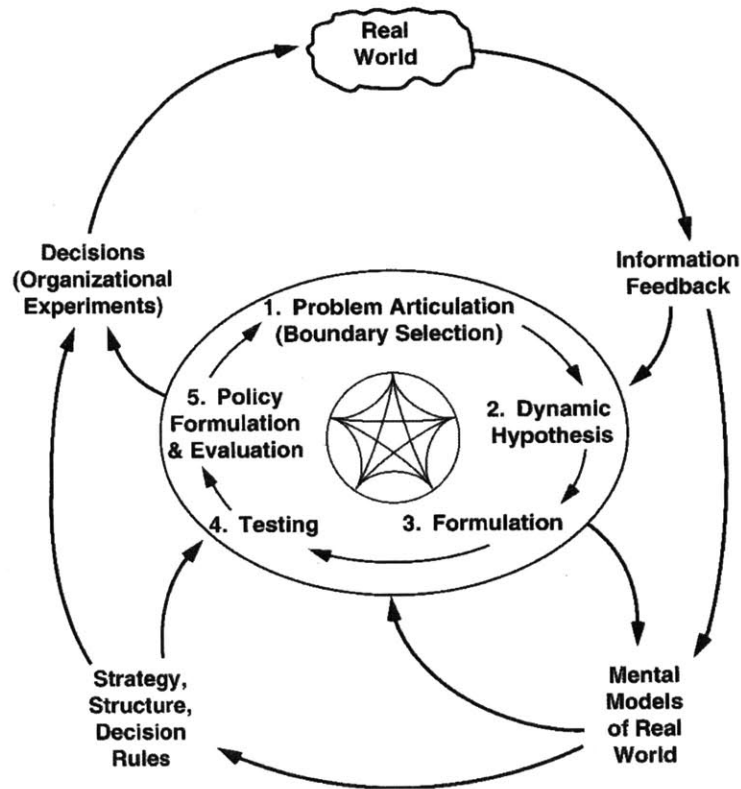 Real
World
Decisions
(Organizational
Experiments)
Information
Feedback
1. Problem Articulation
(Boundary Selection)
5. Policy
Formulation
& Evaluation
2. Dynamic
Hypothesis
4. Testing
3. Formulation
Strategy,
Structure,
Decision
Rules
Mental
Models
of Real
World